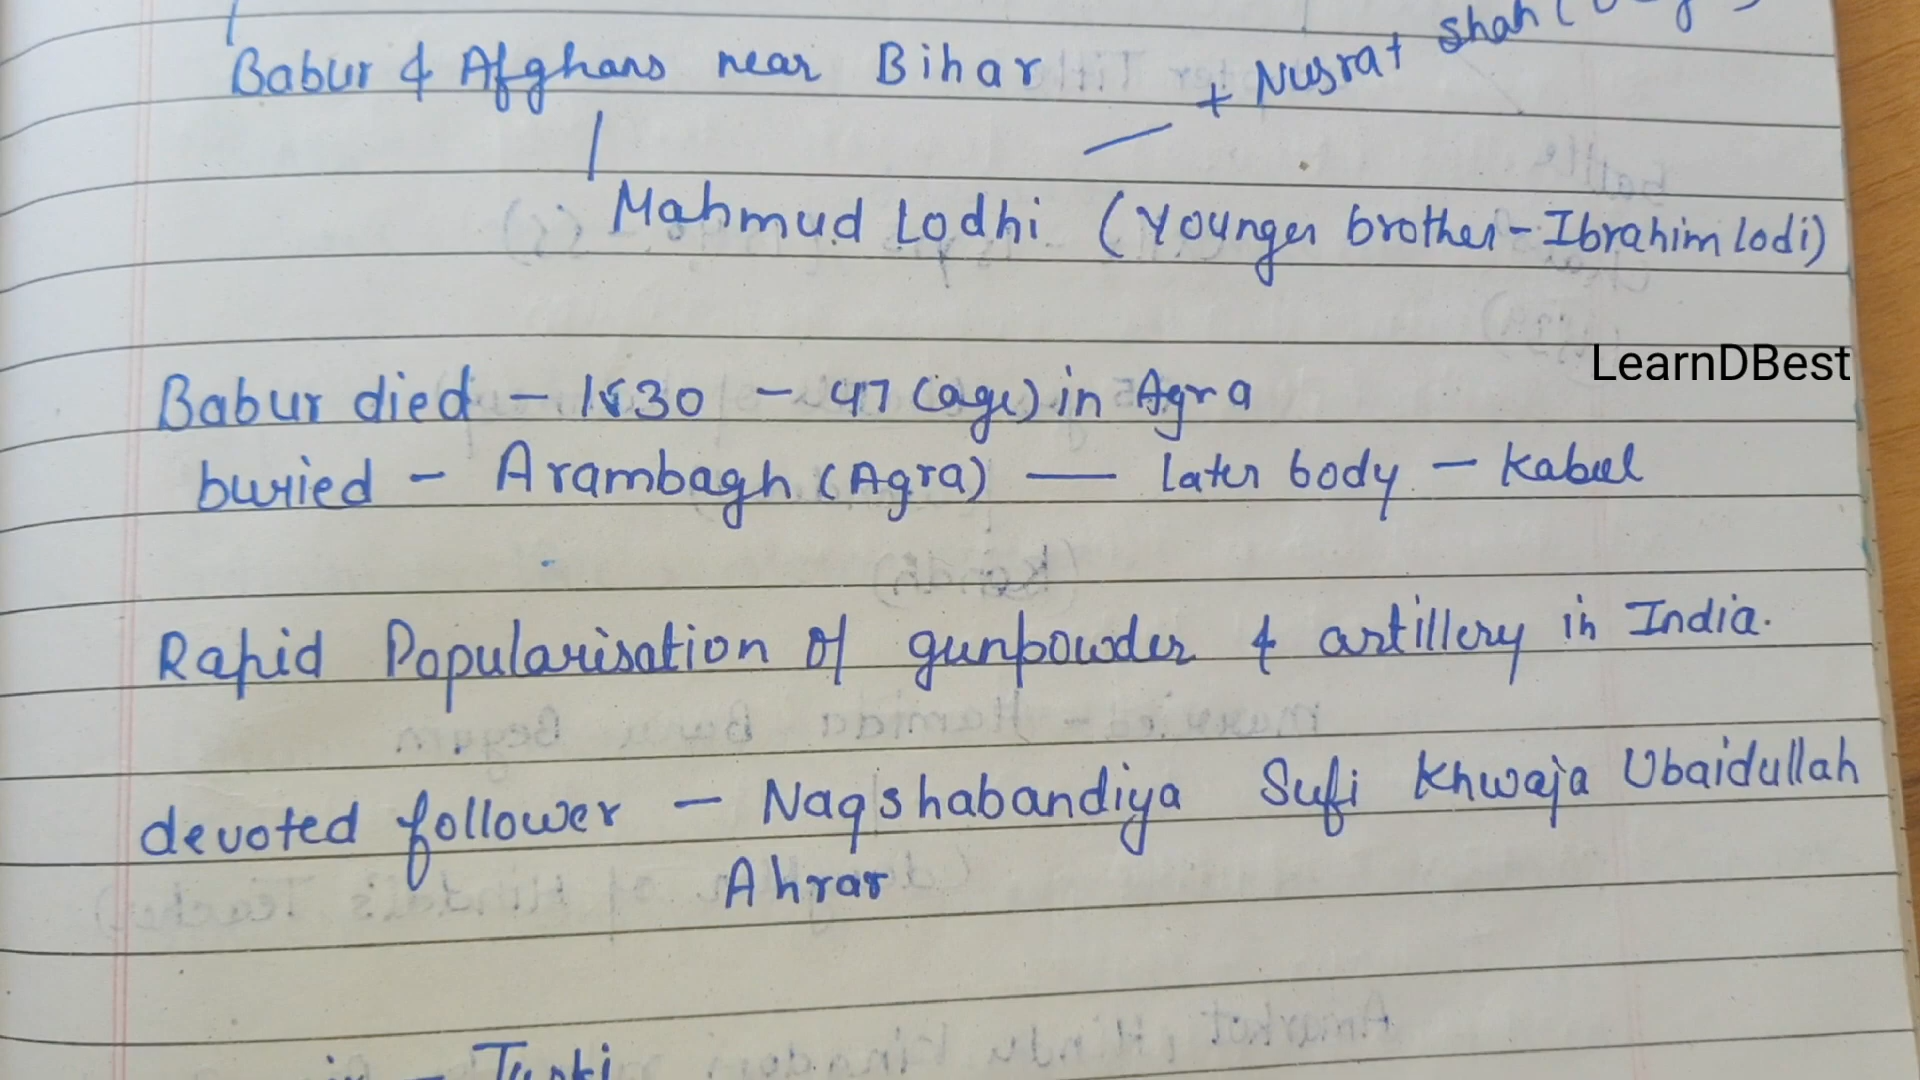 + Nusrat Shah (
Babur & Afghans near Bihar
Mahmud Lodhi (Younger brother - Ibrahim lodi)
LearnDBest
Babur died - 1530 - 47 (age) in Agra
buried - Arambagh (Agra) — later body - Kabul
Rapid Popularisation of gunpowder & artillery in India.
devoted follower - Naqshabandiya Sufi Khwaja Ubaidullah
Ahrar
- Turki